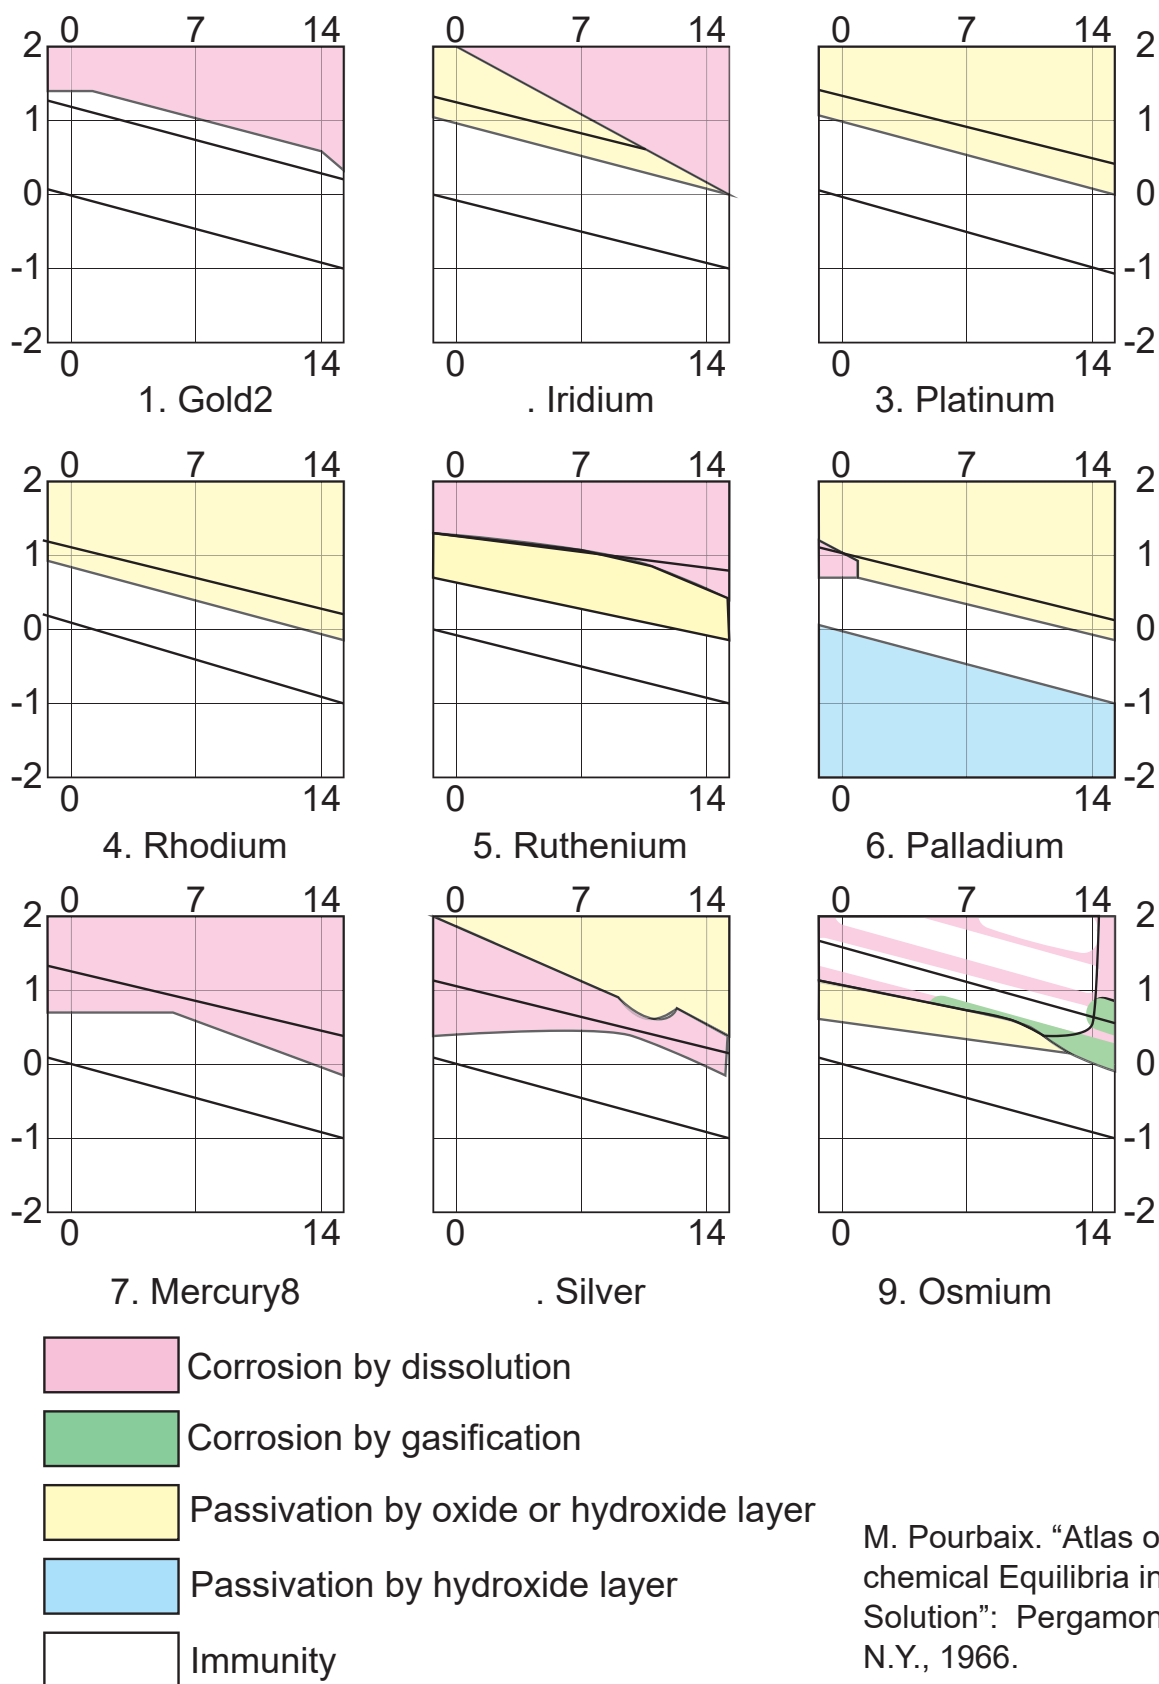 0 7 14 0 7 14 0 7 14
2 2
1 1
0 0
-1 -1
-2 -2
0 14 0 14 0 14
1. Gold2 . Iridium 3. Platinum
0 7 14 0 7 14 0 7 14
2 2
1 1
0 0
-1 -1
-2 -2
0 14 0 14 0 14
4. Rhodium 5. Ruthenium 6. Palladium
0 7 14 0 7 14 0 7 14
2 2
1 1
0 0
-1 -1
-2 -2
0 14 0 14 0 14
7. Mercury8 . Silver 9. Osmium
Corrosion by dissolution
Corrosion by gasification
Passivation by oxide or hydroxide layer
Passivation by hydroxide layer
Immunity
M. Pourbaix. “Atlas o
chemical Equilibria in
Solution”: Pergamon
N.Y., 1966.